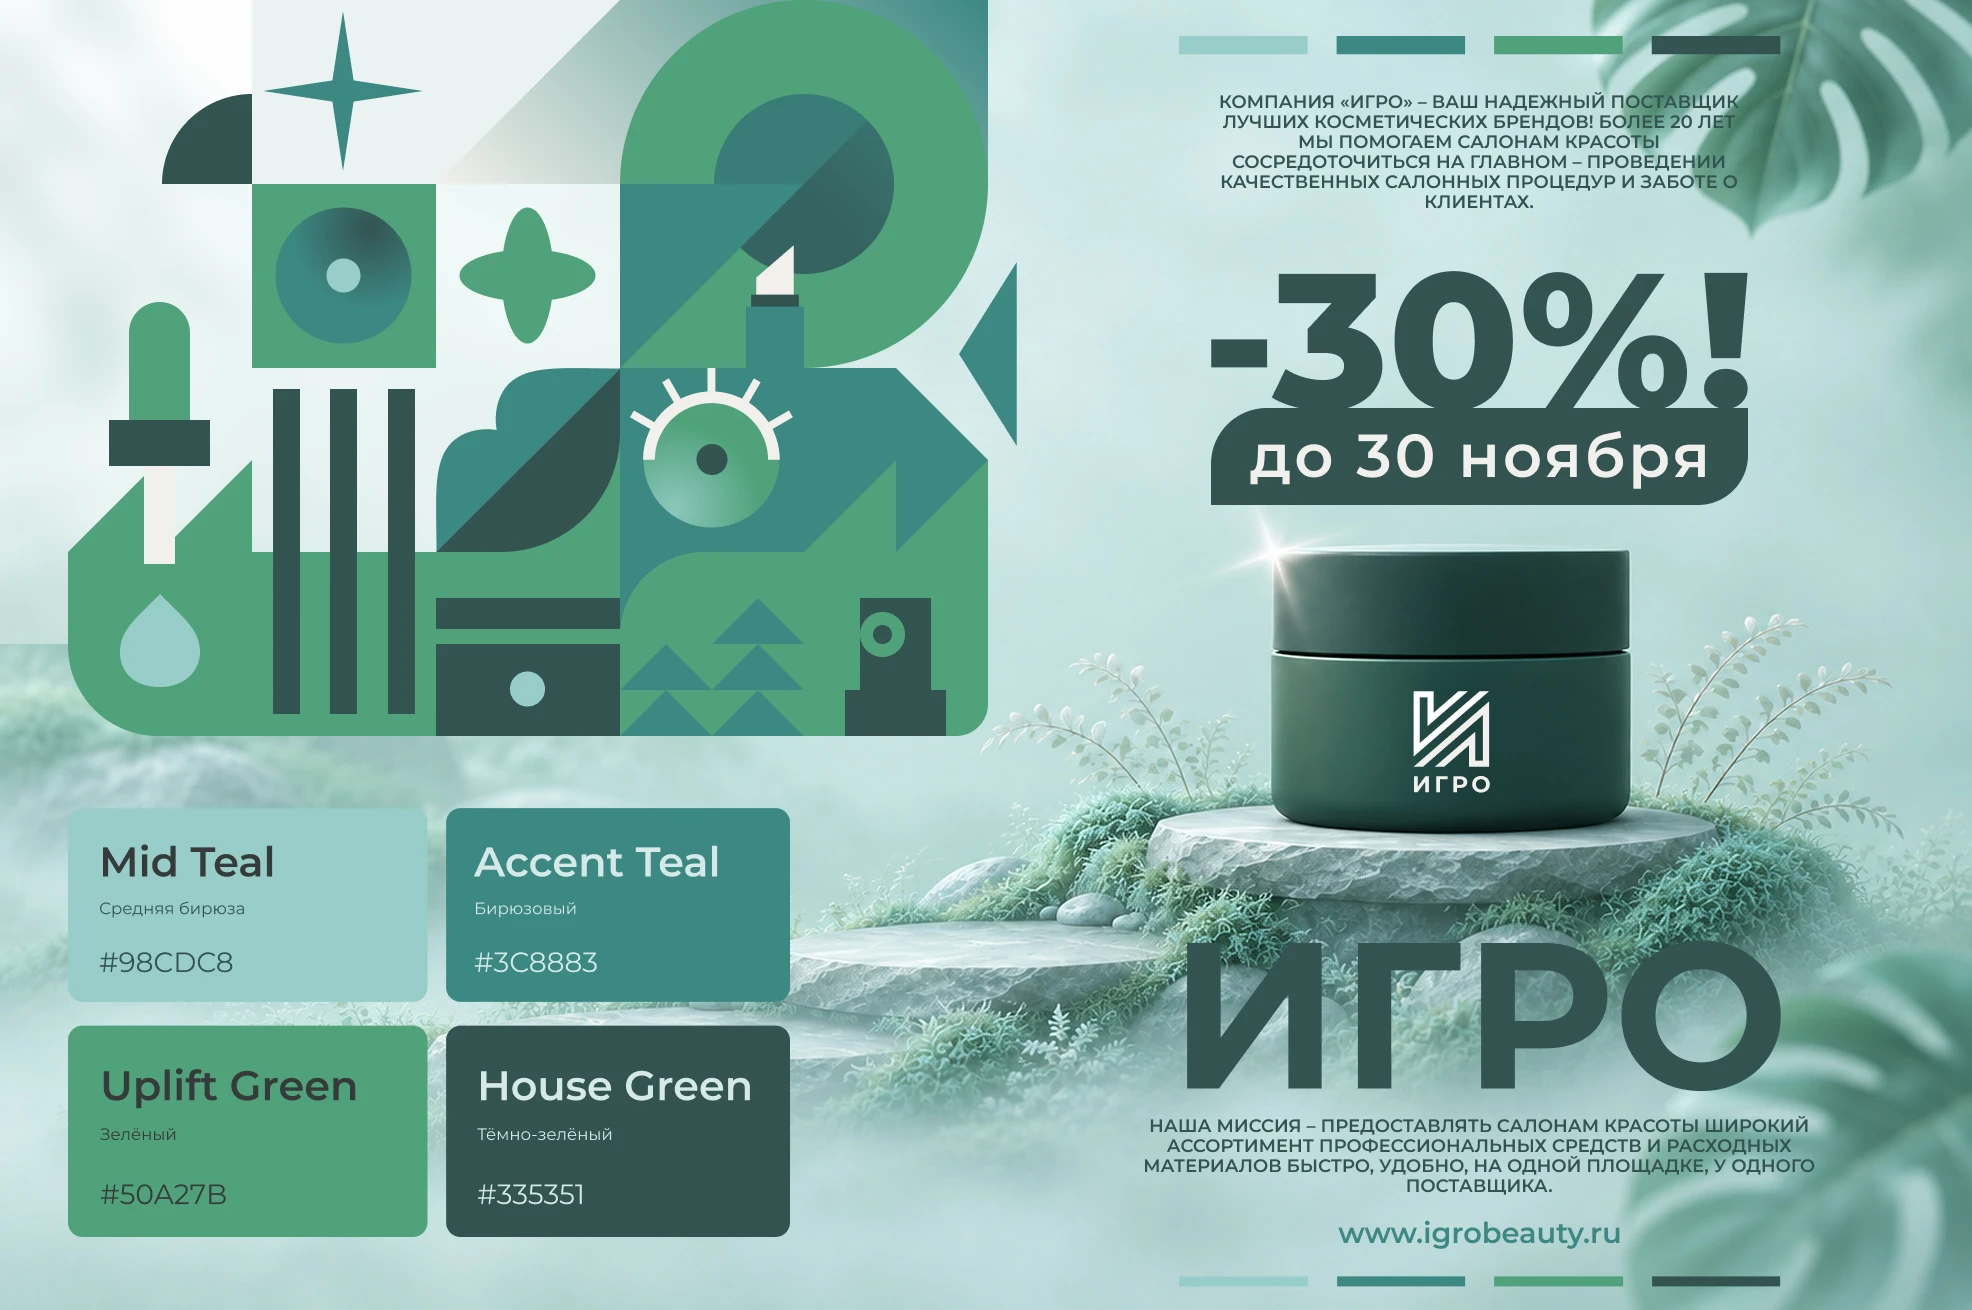 КОМПАНИЯ «ИГРО» – ВАШ НАДЕЖНЫЙ ПОСТАВЩИК
ЛУЧШИХ КОСМЕТИЧЕСКИХ БРЕНДОВ! БОЛЕЕ 20 ЛЕТ
МЫ ПОМОГАЕМ САЛОНАМ КРАСОТЫ
СОСРЕДОТОЧИТЬСЯ НА ГЛАВНОМ – ПРОВЕДЕНИИ
КАЧЕСТВЕННЫХ САЛОННЫХ ПРОЦЕДУР И ЗАБОТЕ О
КЛИЕНТАХ.
-30%!
до 30 ноября
ИГРО
Mid Teal
Средняя бирюза
#98CDC8
Accent Teal
Бирюзовый
#3C8883
Uplift Green
Зелёный
#50A27B
House Green
Тёмно-зелёный
#335351
ИГРО
НАША МИССИЯ – ПРЕДОСТАВЛЯТЬ САЛОНАМ КРАСОТЫ ШИРОКИЙ
АССОРТИМЕНТ ПРОФЕССИОНАЛЬНЫХ СРЕДСТВ И РАСХОДНЫХ
МАТЕРИАЛОВ БЫСТРО, УДОБНО, НА ОДНОЙ ПЛОЩАДКЕ, У ОДНОГО
ПОСТАВЩИКА.
www.igrobeauty.ru